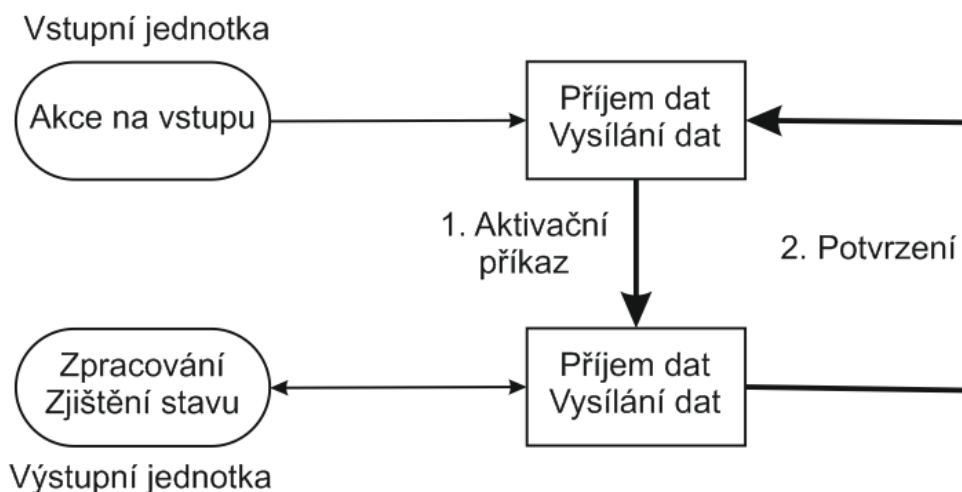 Vstupní jednotka
Akce na vstupu
Příjem dat
Vysílání dat
1. Aktivační
příkaz
2. Potvrzení
Zpracování
Zjištění stavu
Příjem dat
Vysílání dat
Výstupní jednotka